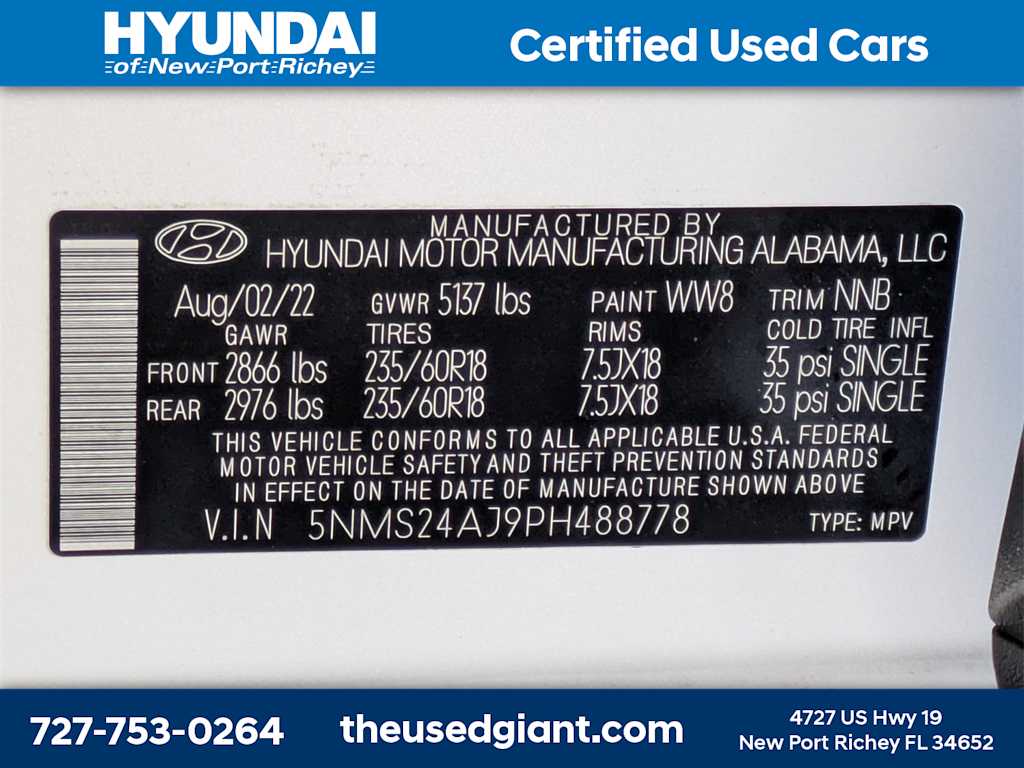 HYUNDAI
of New Port Richey
Certified Used Cars
MANUFACTURED BY
HYUNDAI MOTOR MANUFACTURING ALABAMA, LLC
Aug/02/22 GVWR 5137 lbs PAINT WW8 TRIM NNB
GAWR TIRES RIMS COLD TIRE INFL
FRONT 2866 lbs 235/60R18 7.5JX18 35 psi SINGLE
REAR 2976 lbs 235/60R18 7.5JX18 35 psi SINGLE
THIS VEHICLE CONFORMS TO ALL APPLICABLE U.S.A. FEDERAL
MOTOR VEHICLE SAFETY AND THEFT PREVENTION STANDARDS
IN EFFECT ON THE DATE OF MANUFACTURE SHOWN ABOVE
V.I.N 5NMS24AJ9PH488778 TYPE: MPV
727-753-0264
theusedgiant.com
4727 US Hwy 19
New Port Richey FL 34652